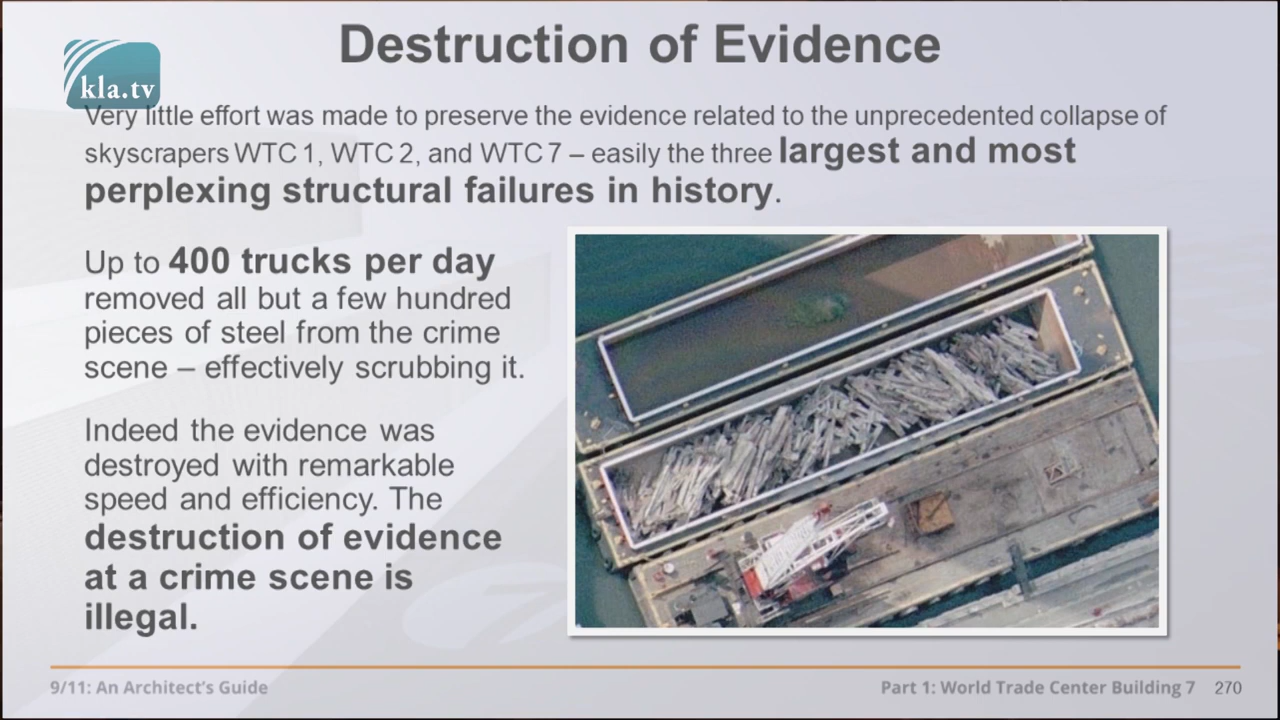 Destruction of Evidence
kla.tv
Very little effort was made to preserve the evidence related to the unprecedented collapse of
skyscrapers WTC 1, WTC 2, and WTC 7 – easily the three largest and most
perplexing structural failures in history.
Up to 400 trucks per day
removed all but a few hundred
pieces of steel from the crime
scene – effectively scrubbing it.
Indeed the evidence was
destroyed with remarkable
speed and efficiency. The
destruction of evidence
at a crime scene is
illegal.
9/11: An Architect's Guide
Part 1: World Trade Center Building 7 270